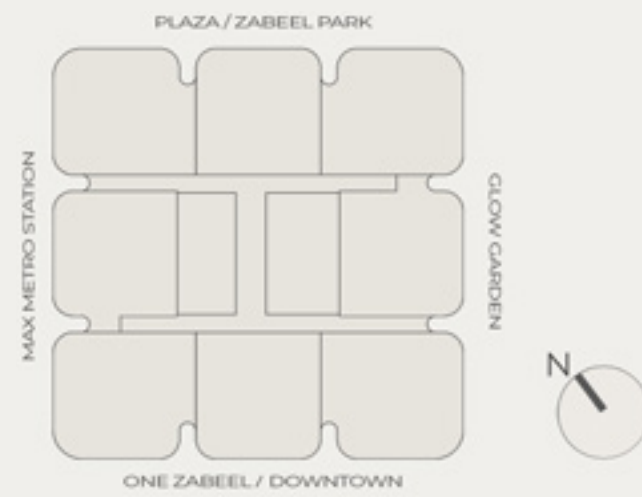 PLAZA / ZABEEL PARK
MAX METRO STATION
GLOW GARDEN
N
ONE ZABEEL / DOWNTOWN